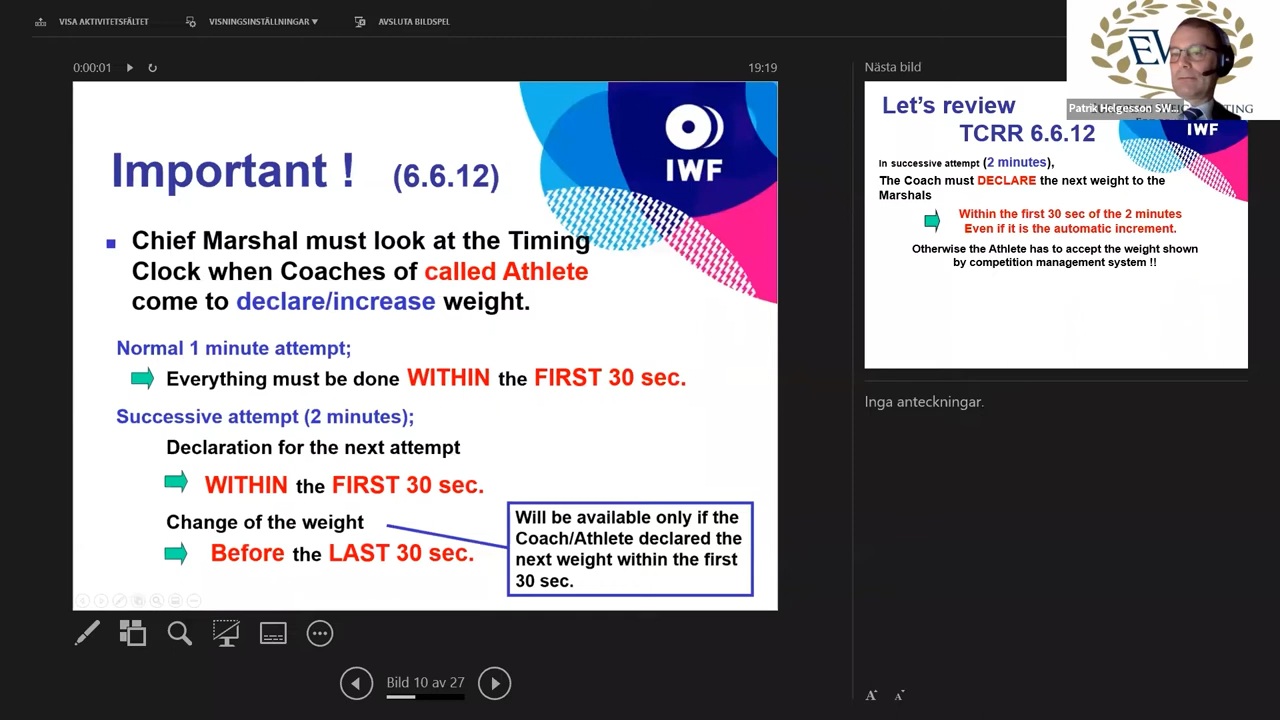 VISA AKTIVITETSFÄLTET
VISNINGSINSTÄLLNINGAR ▼
AVSLUTA BILDSPEL
0:00:01
19:19
Important ! (6.6.12)
IWF
■ Chief Marshal must look at the Timing
Clock when Coaches of called Athlete
come to declare/increase weight.
Normal 1 minute attempt;
Everything must be done WITHIN the FIRST 30 sec.
Successive attempt (2 minutes);
Declaration for the next attempt
WITHIN the FIRST 30 sec.
Change of the weight
Before the LAST 30 sec.
Will be available only if the
Coach/Athlete declared the
next weight within the first
30 sec.
Bild 10 av 27
Nästa bild
Let's review
TCRR 6.6.12
IWF
In successive attempt (2 minutes),
The Coach must DECLARE the next weight to the
Marshals
Within the first 30 sec of the 2 minutes
Even if it is the automatic increment.
Otherwise the Athlete has to accept the weight shown
by competition management system !!
Inga anteckningar.
A A
Patrik Helgesson SW...